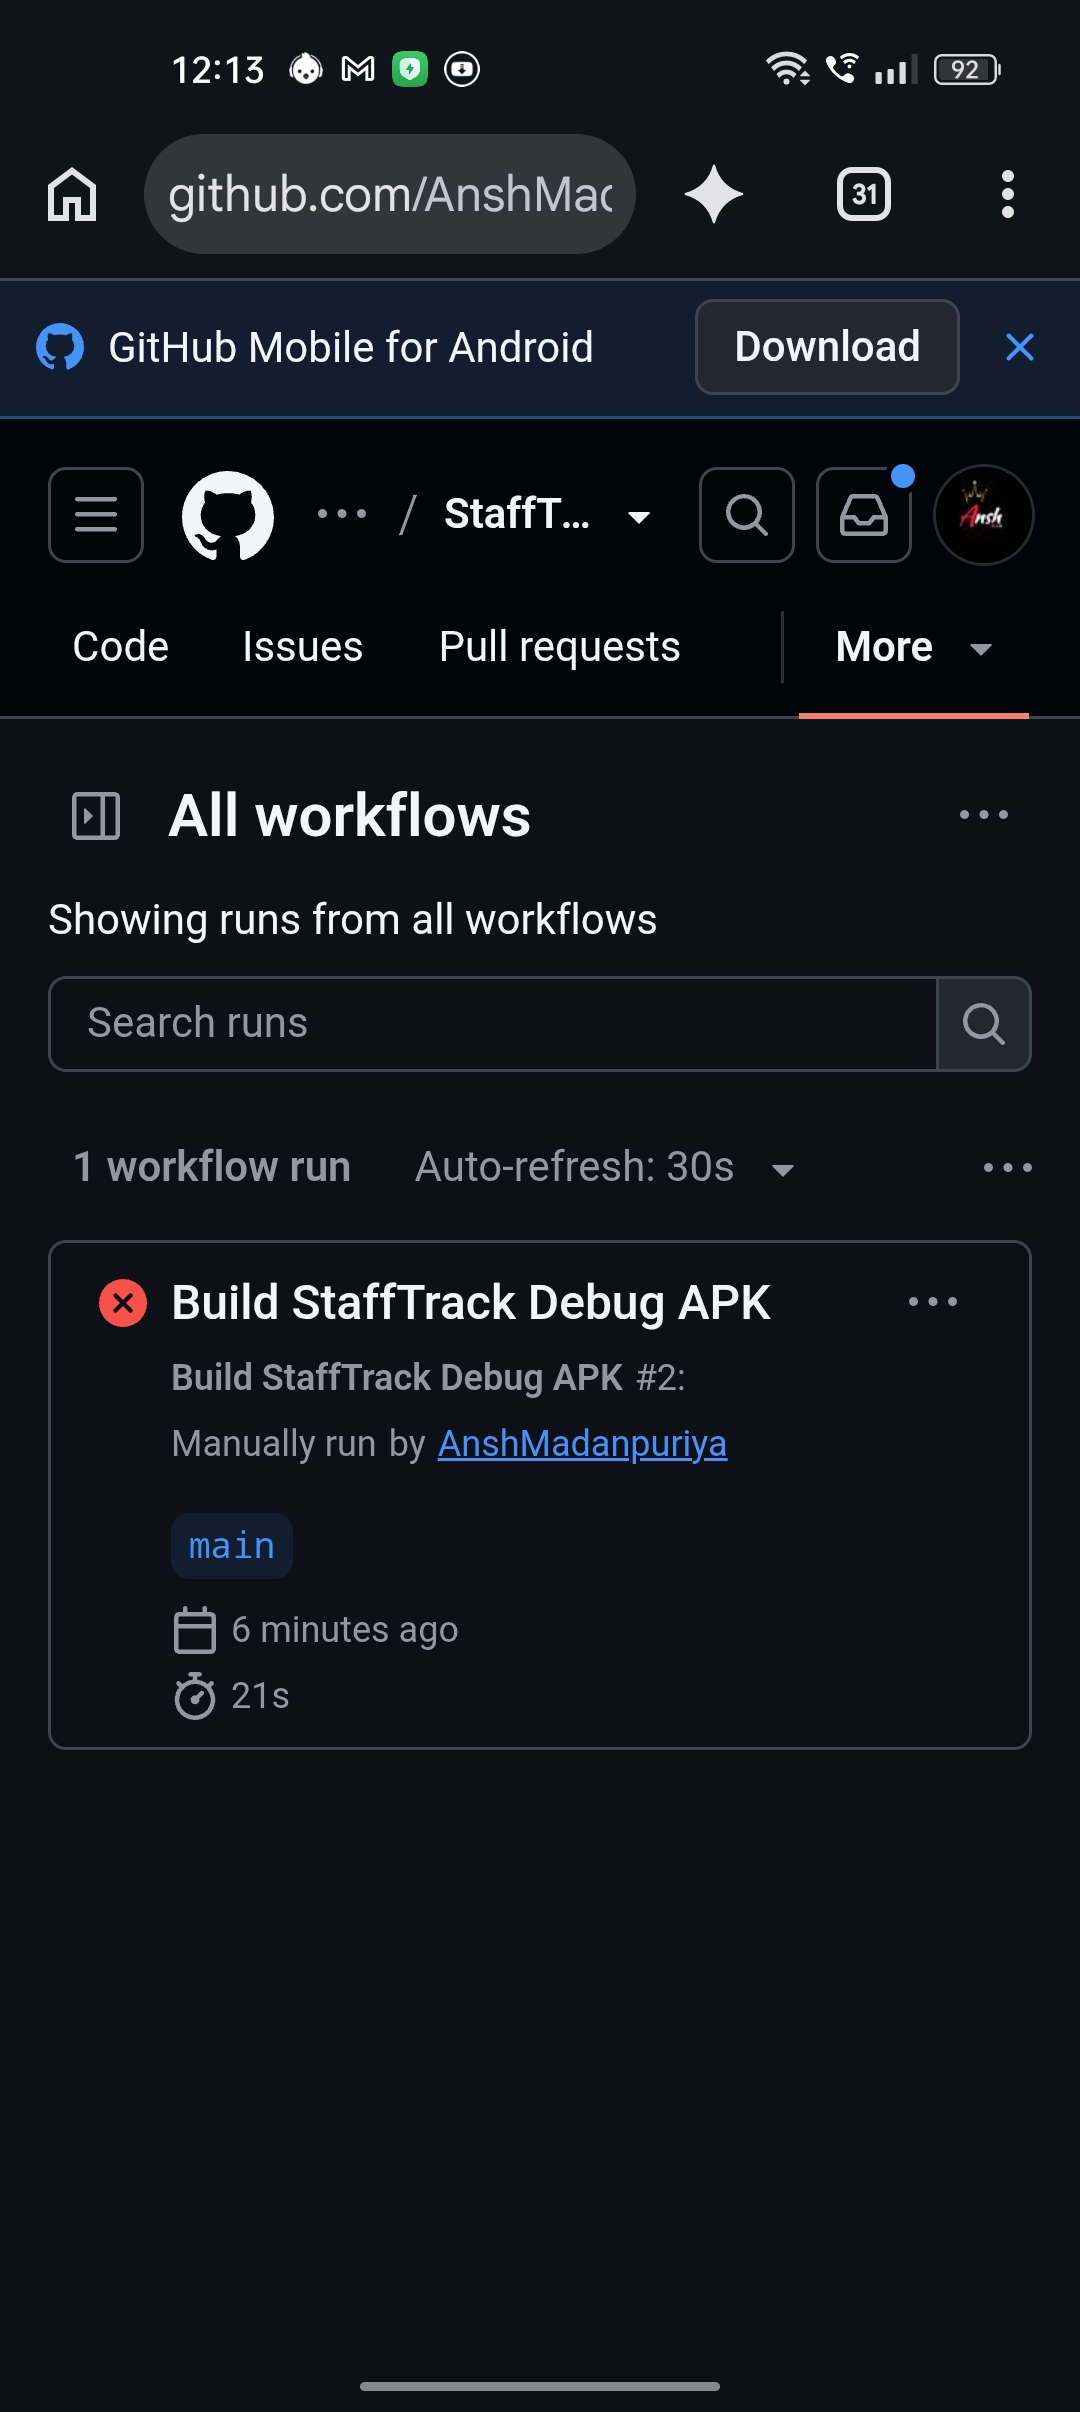 12:13
92
github.com/AnshMad
31
GitHub Mobile for Android
Download
... / StaffT...
Ansh
Code
Issues
Pull requests
More
All workflows
Showing runs from all workflows
Search runs
1 workflow run
Auto-refresh: 30s
Build StaffTrack Debug APK
Build StaffTrack Debug APK #2:
Manually run by AnshMadanpuriya
main
6 minutes ago
21s